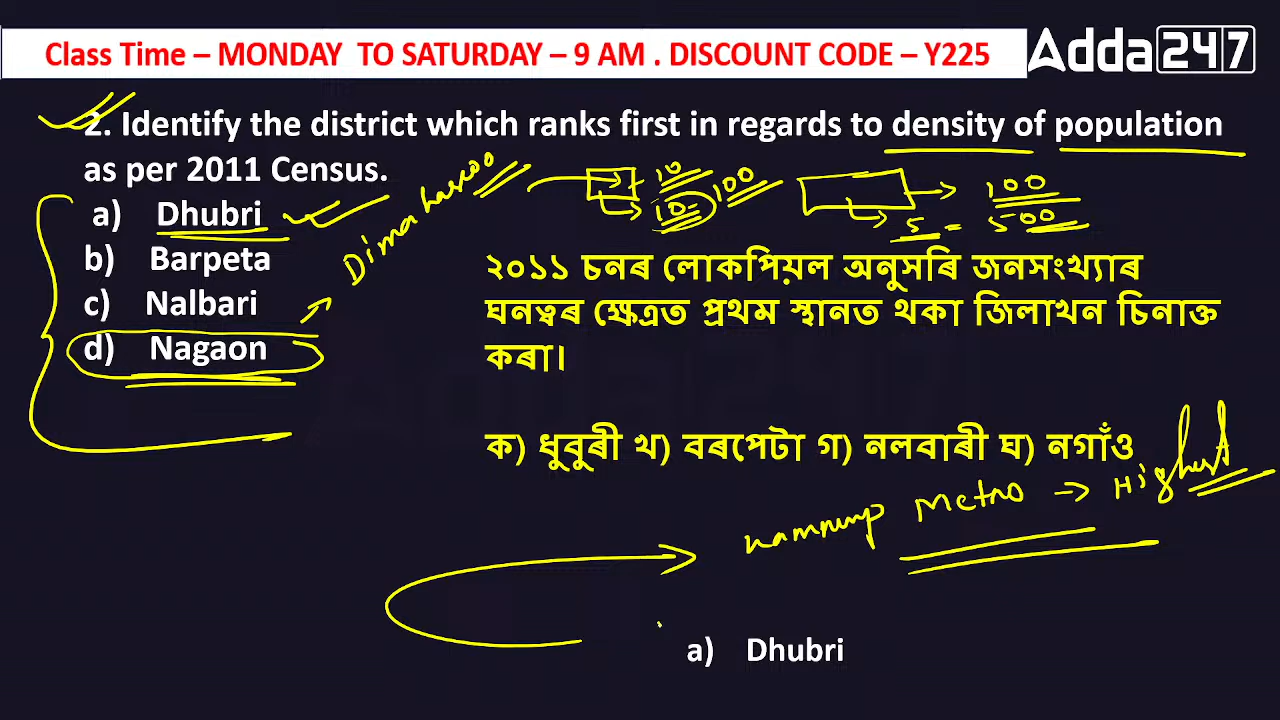 Class Time – MONDAY TO SATURDAY – 9 AM . DISCOUNT CODE – Y225
Adda247
2. Identify the district which ranks first in regards to density of population
as per 2011 Census.
a) Dhubri
b) Barpeta
c) Nalbari
d) Nagaon
Dima hasao
10
10 100
100
5 = 500
২০১১ চনৰ লোকপিয়ল অনুসৰি জনসংখ্যাৰ
ঘনত্বৰ ক্ষেত্ৰত প্ৰথম স্থানত থকা জিলাখন চিনাক্ত
কৰা।
ক) ধুবুৰী খ) বৰপেটা গ) নলবাৰী ঘ) নগাঁও
Metro → Highest
a) Dhubri